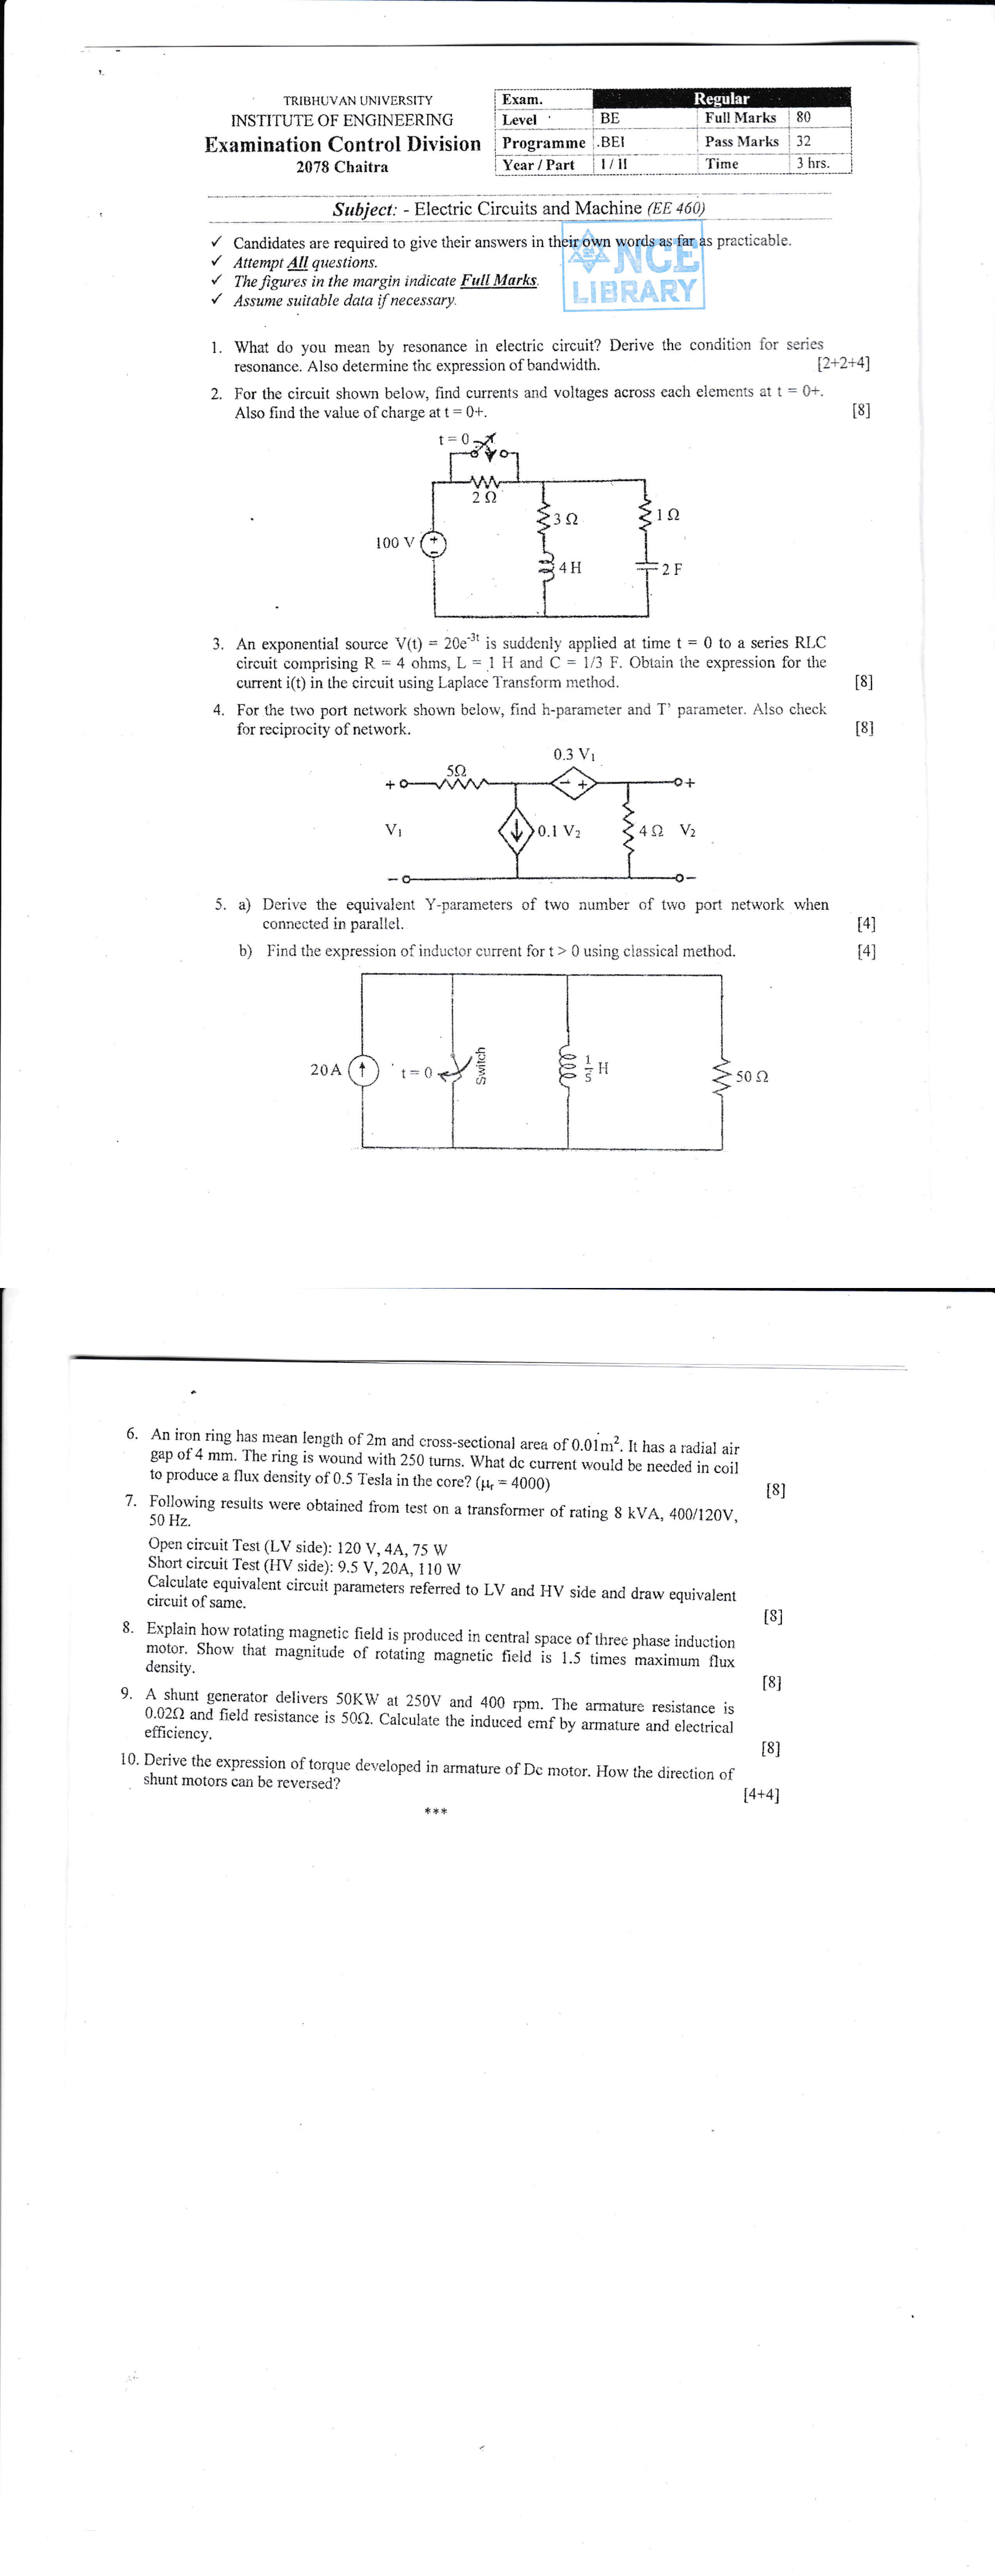 TRIBHUVAN UNIVERSITY
INSTITUTE OF ENGINEERING
Examination Control Division
2078 Chaitra
Exam. Regular
Level BE Full Marks 80
Programme BEI Pass Marks 32
Year / Part I / II Time 3 hrs.
Subject: - Electric Circuits and Machine (EE 460)
✓ Candidates are required to give their answers in their own words as far as practicable.
✓ Attempt All questions.
✓ The figures in the margin indicate Full Marks.
✓ Assume suitable data if necessary.
NCE
LIBRARY
1. What do you mean by resonance in electric circuit? Derive the condition for series
resonance. Also determine the expression of bandwidth. [2+2+4]
2. For the circuit shown below, find currents and voltages across each elements at t = 0+.
Also find the value of charge at t = 0+. [8]
t = 0
2 Ω
3 Ω
1 Ω
100 V
4 H
2 F
3. An exponential source V(t) = 20e-3t is suddenly applied at time t = 0 to a series RLC
circuit comprising R = 4 ohms, L = 1 H and C = 1/3 F. Obtain the expression for the
current i(t) in the circuit using Laplace Transform method. [8]
4. For the two port network shown below, find h-parameter and T' parameter. Also check
for reciprocity of network. [8]
0.3 V1
5Ω
+
- +
+
V1
0.1 V2
4 Ω V2
-
-
5. a) Derive the equivalent Y-parameters of two number of two port network when
connected in parallel. [4]
b) Find the expression of inductor current for t > 0 using classical method. [4]
20A
t = 0
Switch
1/5 H
50 Ω
6. An iron ring has mean length of 2m and cross-sectional area of 0.01m². It has a radial air
gap of 4 mm. The ring is wound with 250 turns. What dc current would be needed in coil
to produce a flux density of 0.5 Tesla in the core? (μr = 4000) [8]
7. Following results were obtained from test on a transformer of rating 8 kVA, 400/120V,
50 Hz.
Open circuit Test (LV side): 120 V, 4A, 75 W
Short circuit Test (HV side): 9.5 V, 20A, 110 W
Calculate equivalent circuit parameters referred to LV and HV side and draw equivalent
circuit of same. [8]
8. Explain how rotating magnetic field is produced in central space of three phase induction
motor. Show that magnitude of rotating magnetic field is 1.5 times maximum flux
density. [8]
9. A shunt generator delivers 50KW at 250V and 400 rpm. The armature resistance is
0.02Ω and field resistance is 50Ω. Calculate the induced emf by armature and electrical
efficiency. [8]
10. Derive the expression of torque developed in armature of Dc motor. How the direction of
shunt motors can be reversed? [4+4]
***